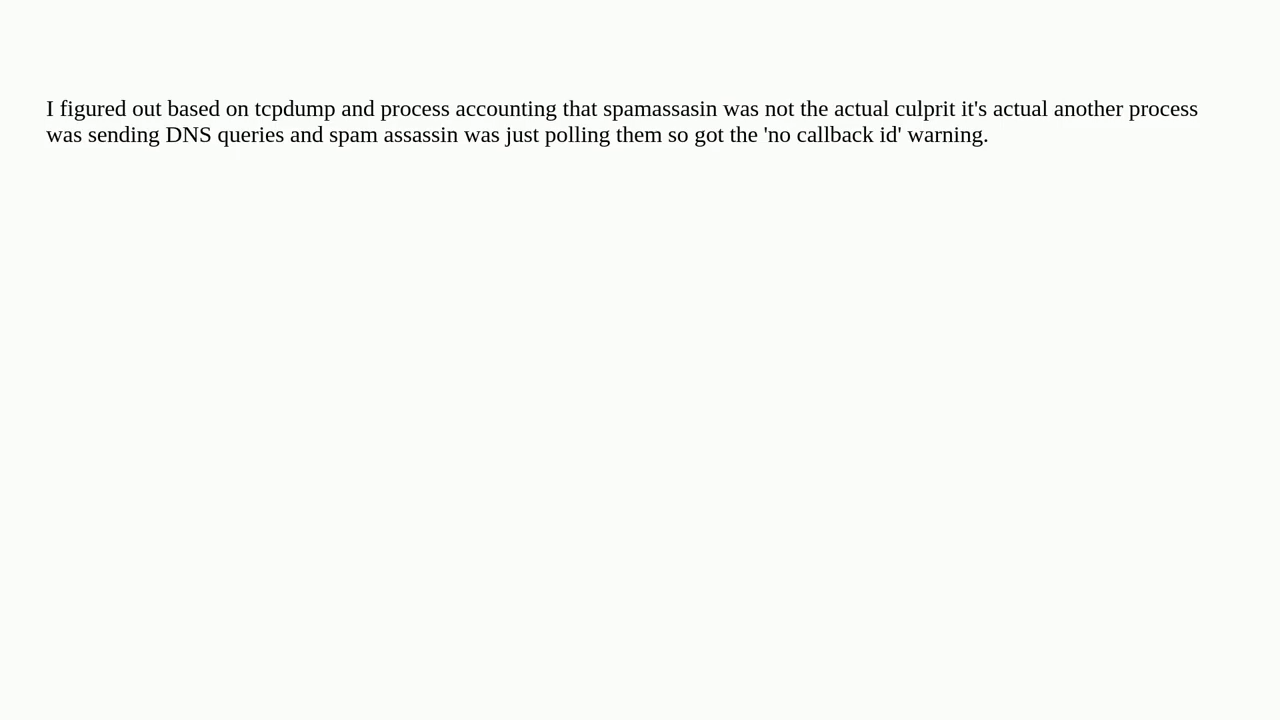 I figured out based on tcpdump and process accounting that spamassasin was not the actual culprit it's actual another process
was sending DNS queries and spam assassin was just polling them so got the 'no callback id' warning.